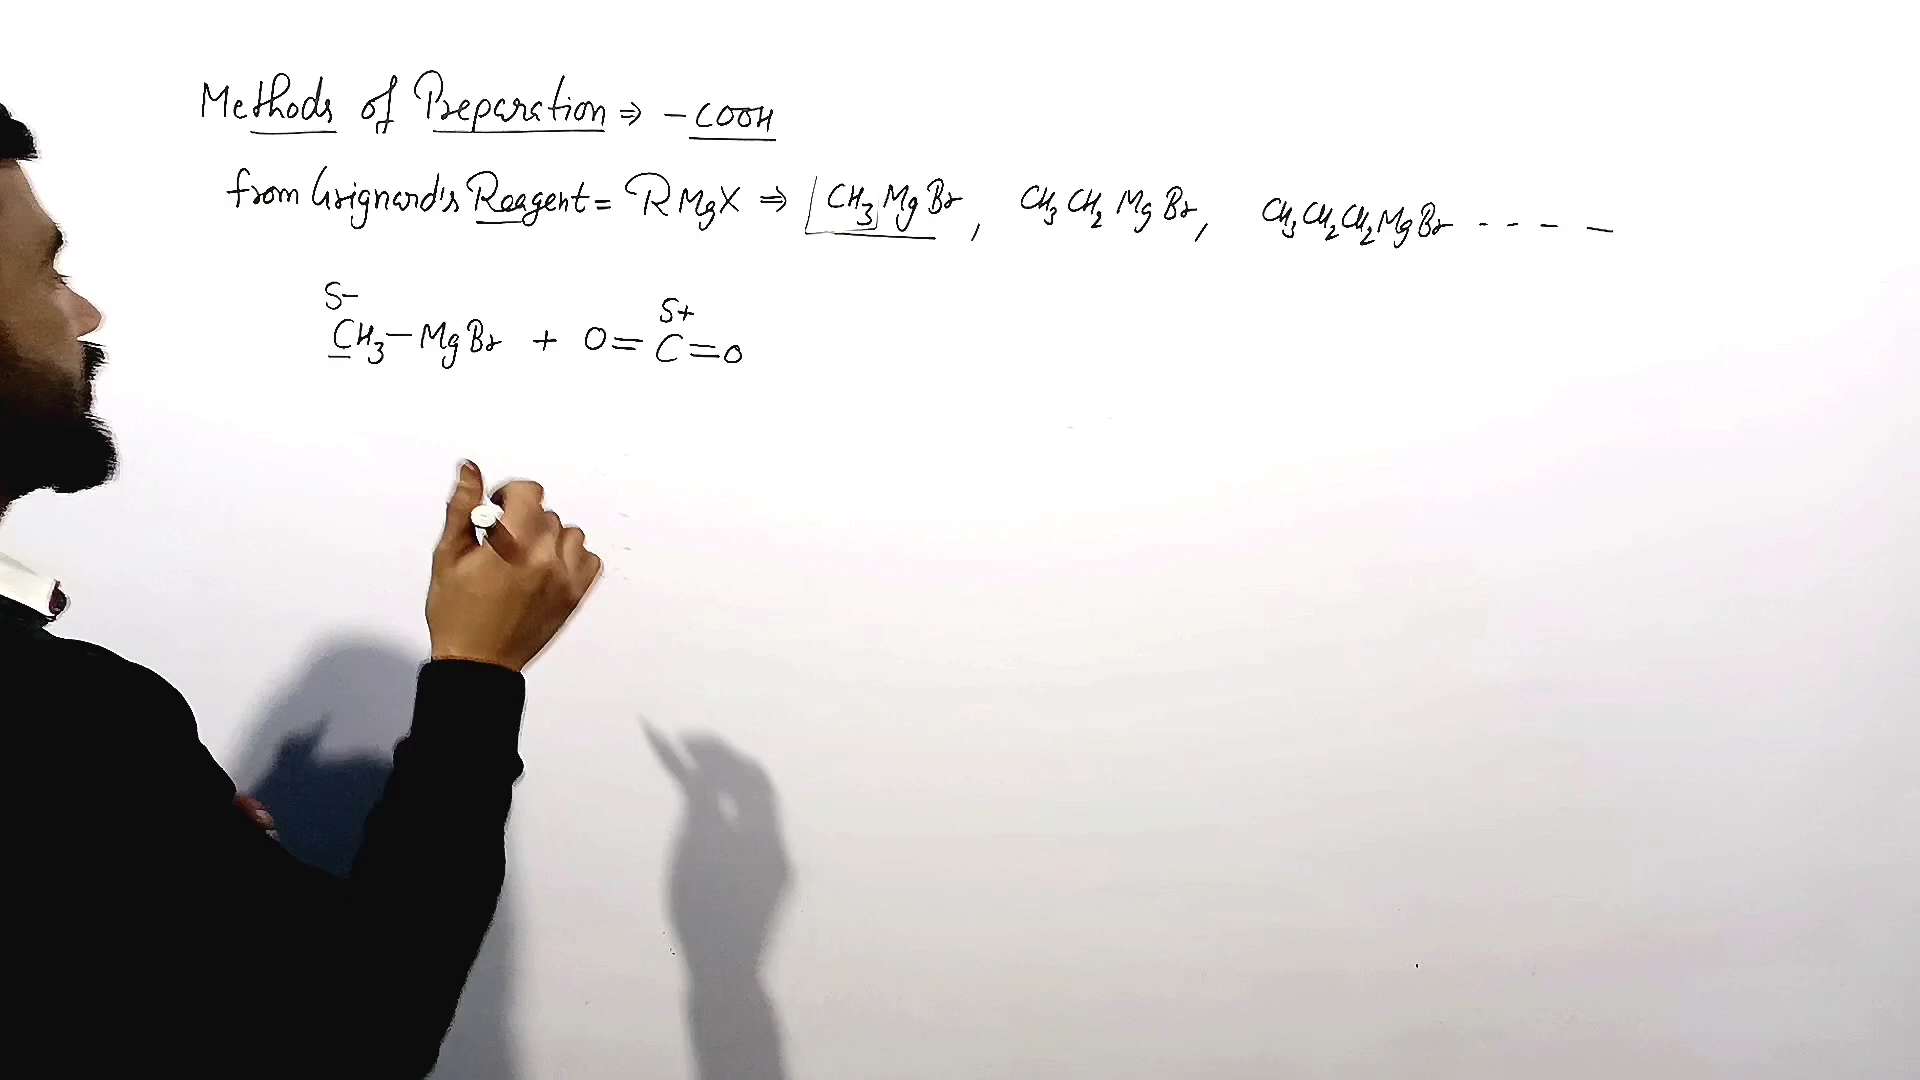 Methods of Preparation ⇒ -COOH
from Grignard's Reagent = RMgX ⇒ CH3MgBr, CH3CH2MgBr, CH3CH2CH2MgBr - - - -
δ- δ+
CH3-MgBr + O=C=O